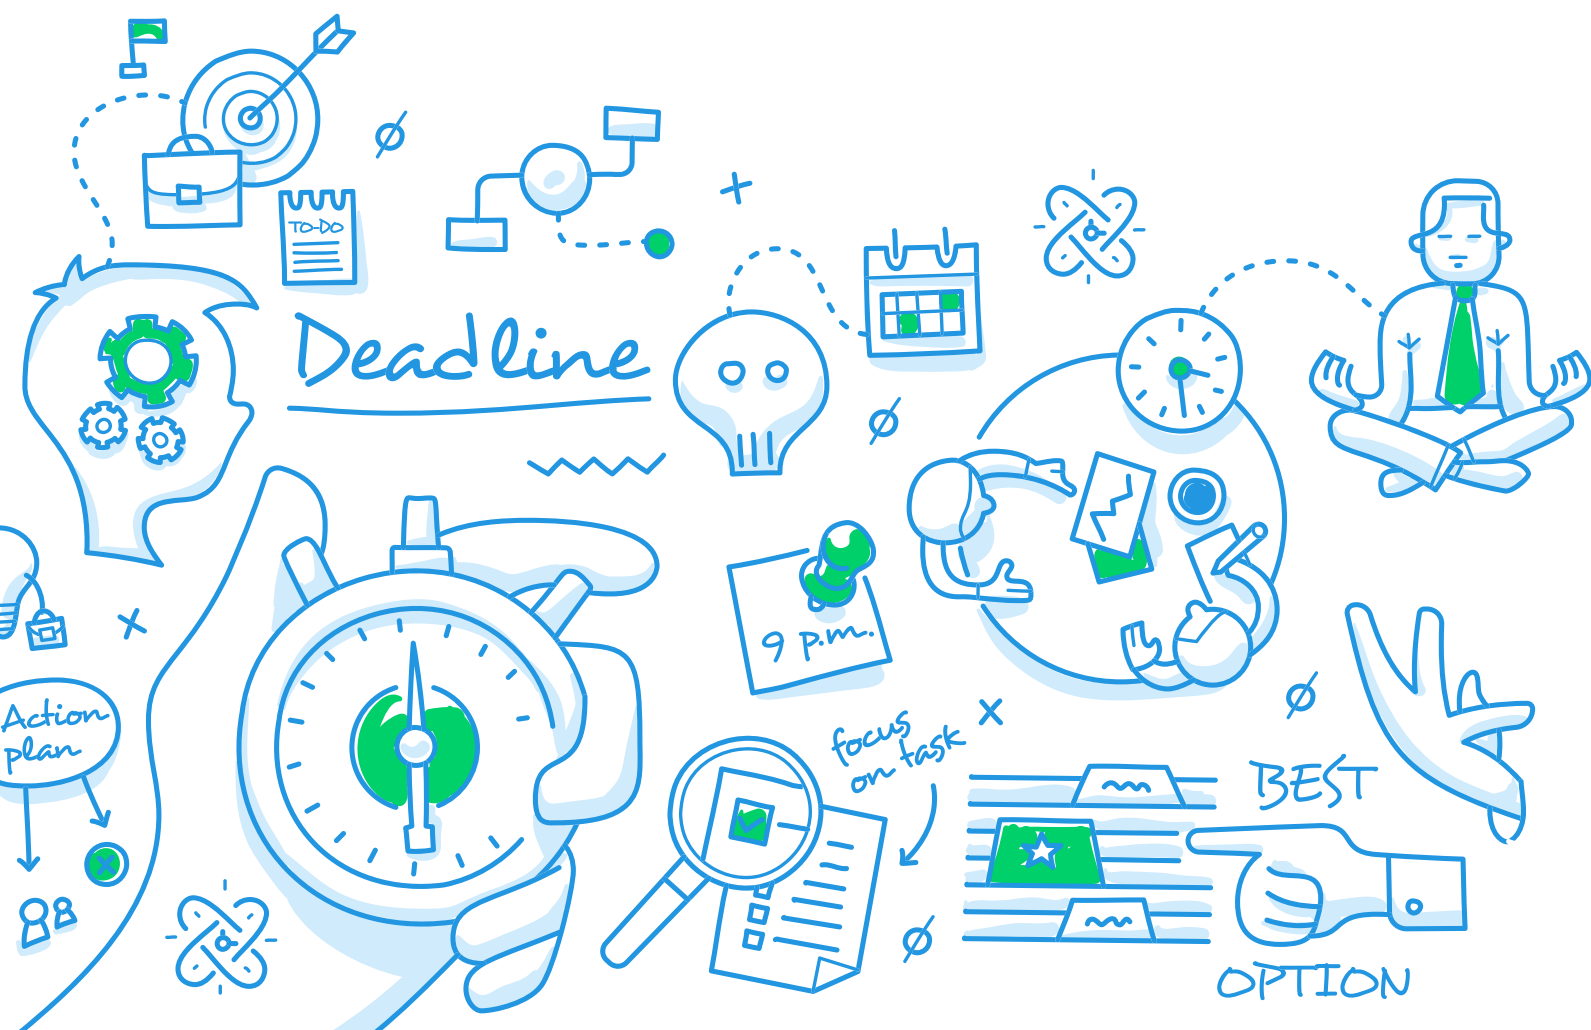 TO-DO
Deadline
9 p.m.
Action
plan
focus
on task
BEST
OPTION